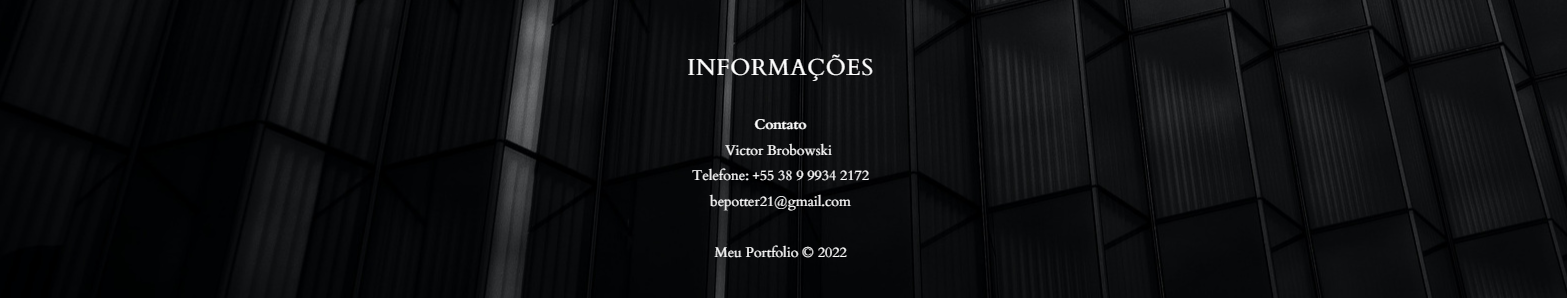 INFORMAÇÕES
Contato
Victor Brobowski
Telefone: +55 38 9 9934 2172
bepotter21@gmail.com
Meu Portfolio © 2022